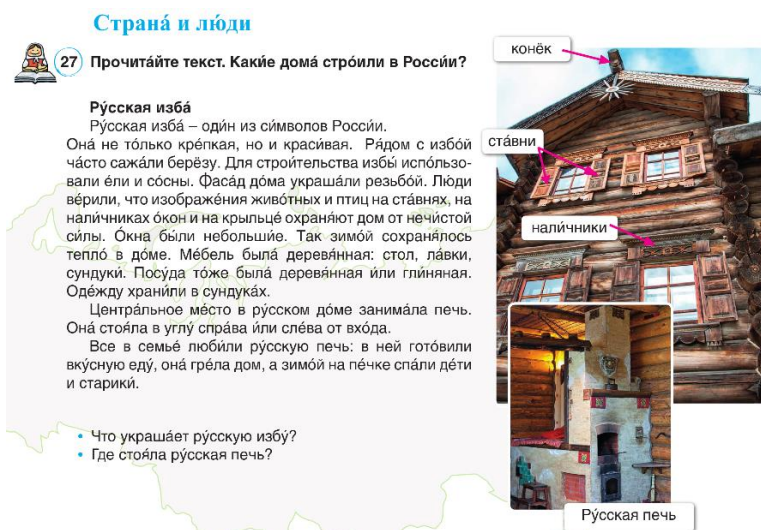 Страна́ и лю́ди
27 Прочита́йте текст. Каки́е дома́ стро́или в Росси́и?
Ру́сская изба́
Ру́сская изба́ – оди́н из си́мволов Росси́и.
Она́ не то́лько кре́пкая, но и краси́вая. Ря́дом с избо́й
ча́сто сажа́ли берёзу. Для строи́тельства избы́ испо́льзо-
вали е́ли и со́сны. Фаса́д до́ма украша́ли резьбо́й. Лю́ди
ве́рили, что изображе́ния живо́тных и птиц на ста́внях, на
нали́чниках о́кон и на крыльце́ охраня́ют дом от нечи́стой
си́лы. О́кна бы́ли небольши́е. Так зимо́й сохраня́лось
тепло́ в до́ме. Ме́бель была́ деревя́нная: стол, ла́вки,
сундуки́. Посу́да то́же была́ деревя́нная и́ли гли́няная.
Оде́жду храни́ли в сундука́х.
Центра́льное ме́сто в ру́сском до́ме занима́ла печь.
Она́ стоя́ла в углу́ спра́ва и́ли сле́ва от вхо́да.
Все в семье́ люби́ли ру́сскую печь: в ней гото́вили
вку́сную еду́, она́ гре́ла дом, а зимо́й на пе́чке спа́ли де́ти
и старики́.
• Что украша́ет ру́сскую избу́?
• Где стоя́ла ру́сская печь?
конёк
ста́вни
нали́чники
Ру́сская печь